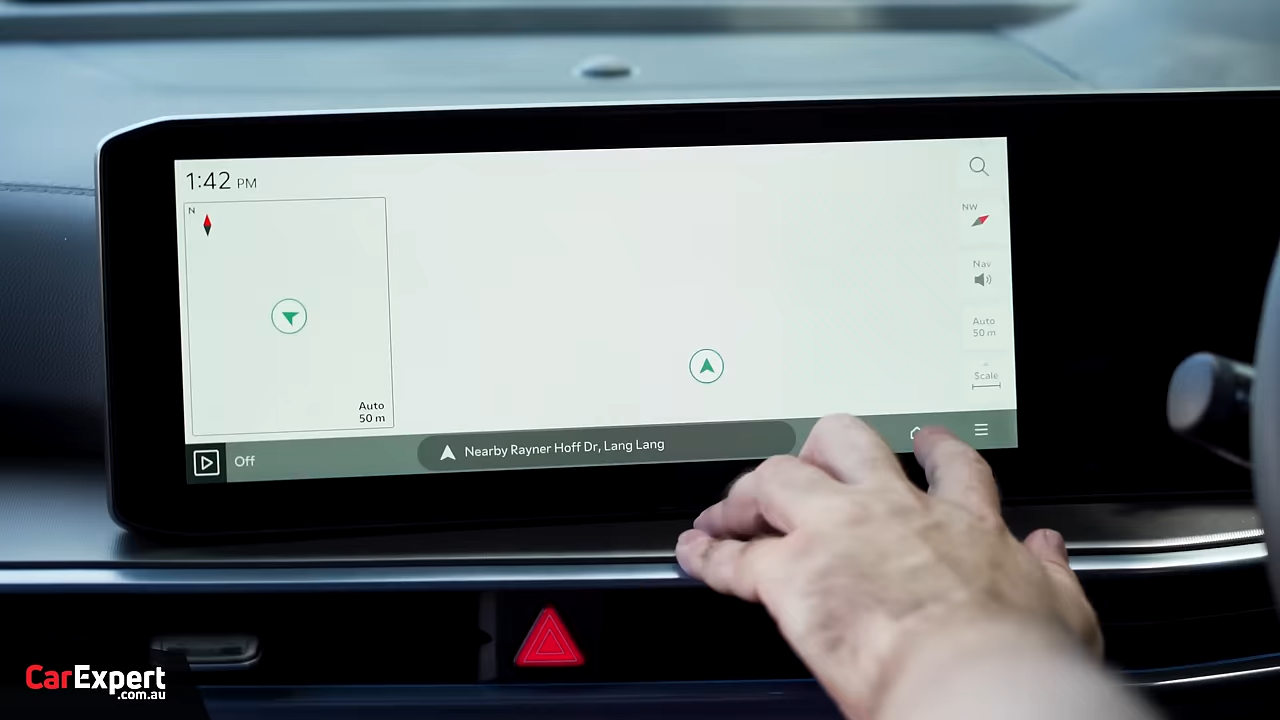 1:42 PM
N
NW
Nav
Auto
50 m
Scale
Auto
50 m
Off
Nearby Rayner Hoff Dr, Lang Lang
CarExpert
.com.au